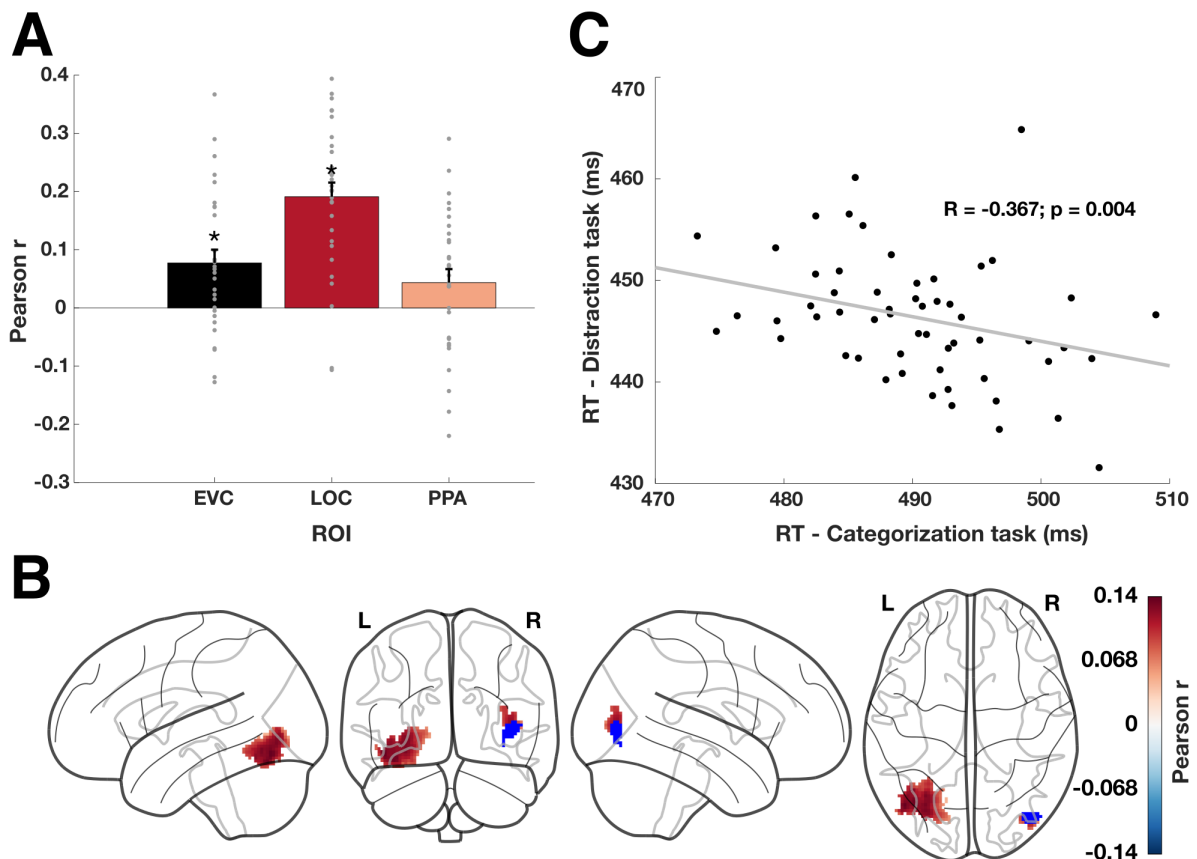 A
0.4
0.3
0.2
0.1
0
-0.1
-0.2
-0.3
Pearson r
*
*
EVC
LOC
PPA
ROI
C
470
460
450
440
430
RT - Distraction task (ms)
R = -0.367; p = 0.004
470
480
490
500
510
RT - Categorization task (ms)
B
L
R
L
R
0.14
0.068
0
-0.068
-0.14
Pearson r